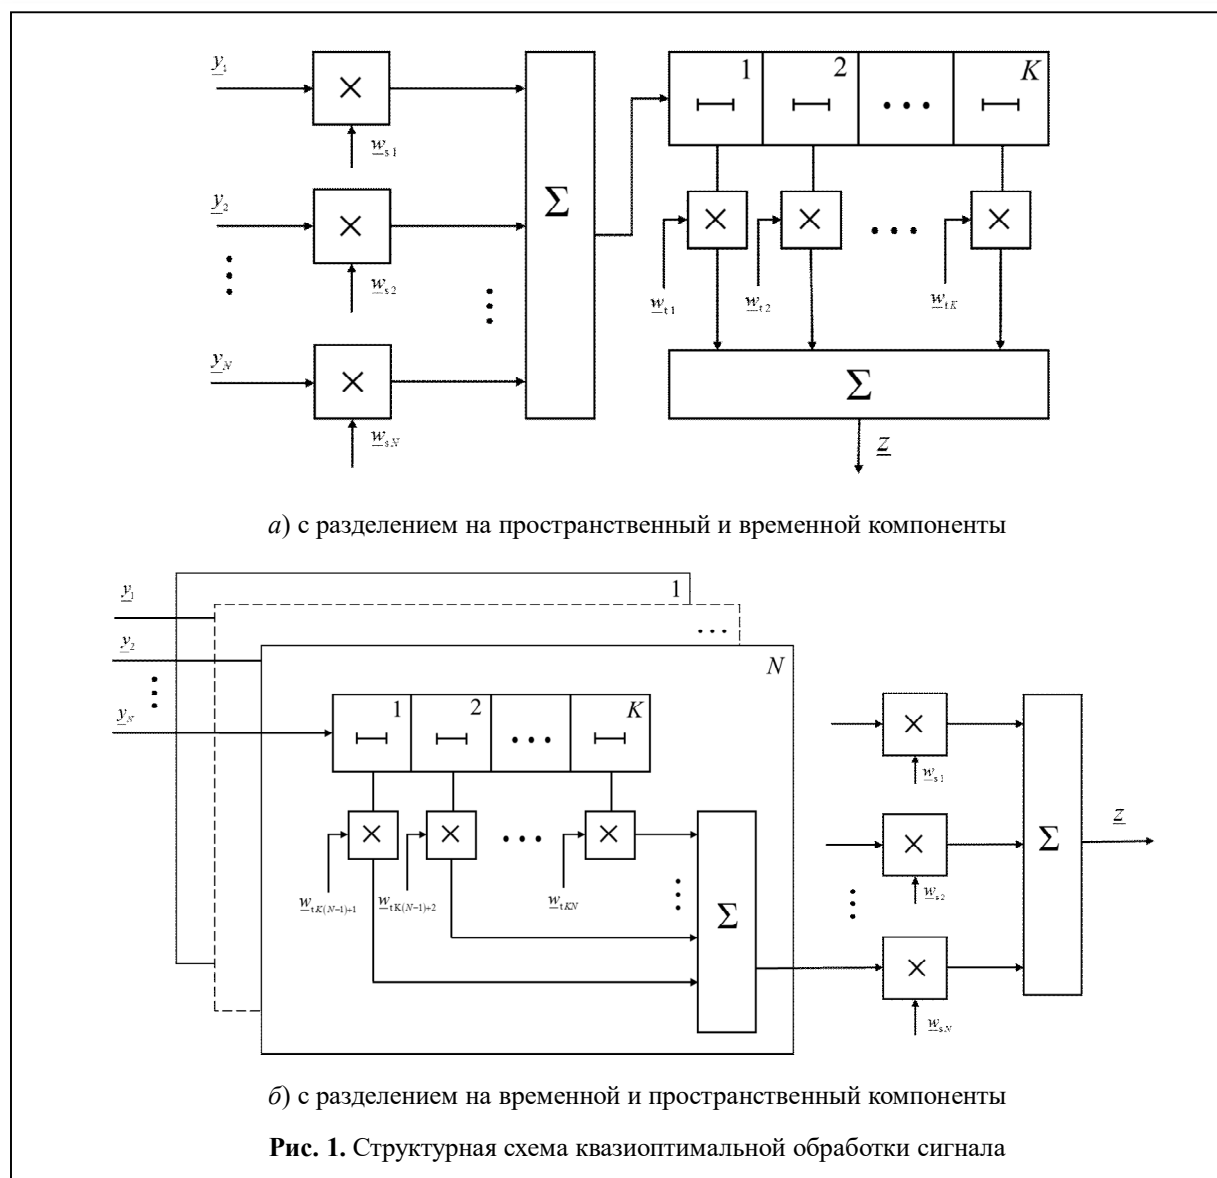 y₁
1 2 ••• K
w_s1
y₂
Σ
w_s2
w_t1 w_t2 ••• w_tK
y_N
Σ
w_sN
z
а) с разделением на пространственный и временной компоненты
y₁
1
•••
y₂
N
y_N
1 2 ••• K
w_s1
z
Σ
•••
w_tK(N−1)+1 w_tK(N−1)+2 w_tKN
w_s2
Σ
w_sN
б) с разделением на временной и пространственный компоненты
Рис. 1. Структурная схема квазиоптимальной обработки сигнала